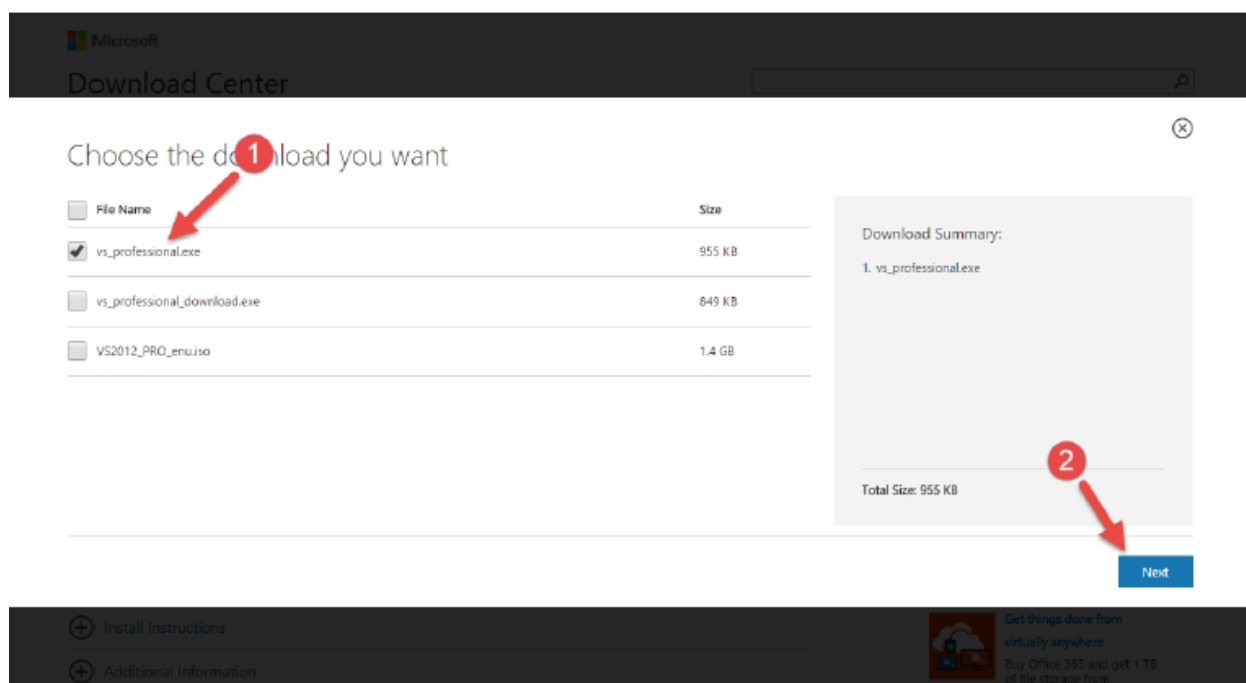 Microsoft
Download Center
Choose the download you want
1
File Name Size
vs_professional.exe 955 KB
vs_professional_download.exe 849 KB
VS2012_PRO_enu.iso 1.4 GB
Download Summary:
1. vs_professional.exe
2
Total Size: 955 KB
Next
Install Instructions
Additional Information
Get things done from
virtually anywhere
Buy Office 365 and get 1 TB
of file storage from